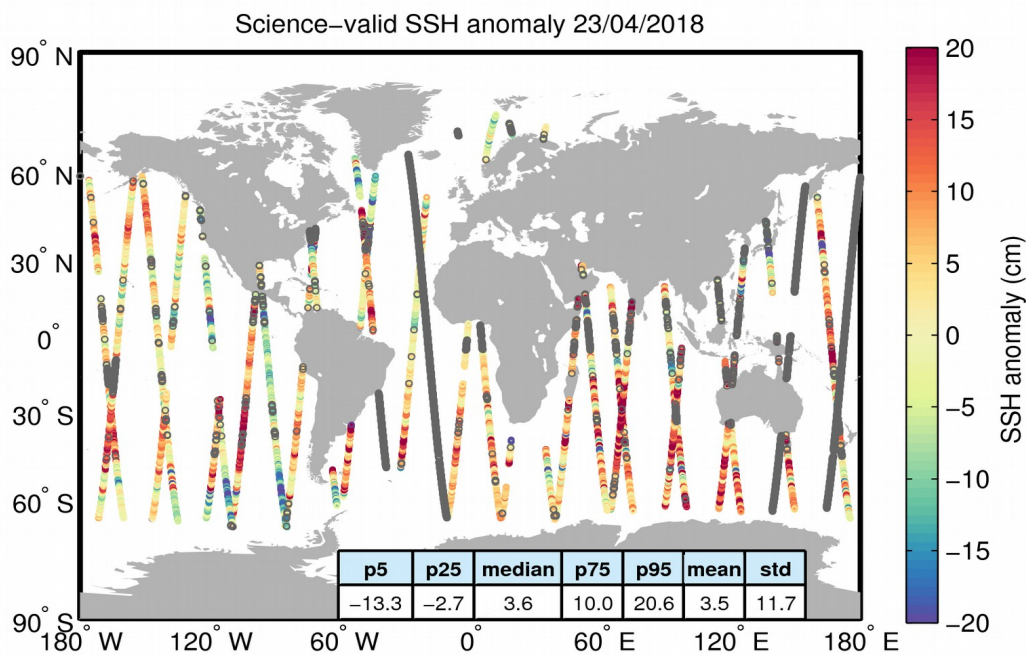 Science−valid SSH anomaly 23/04/2018
90° N
60° N
30° N
0°
30° S
60° S
90° S
180° W
120° W
60° W
0°
60° E
120° E
180° E
p5 p25 median p75 p95 mean std
−13.3 −2.7 3.6 10.0 20.6 3.5 11.7
20
15
10
5
0
−5
−10
−15
−20
SSH anomaly (cm)